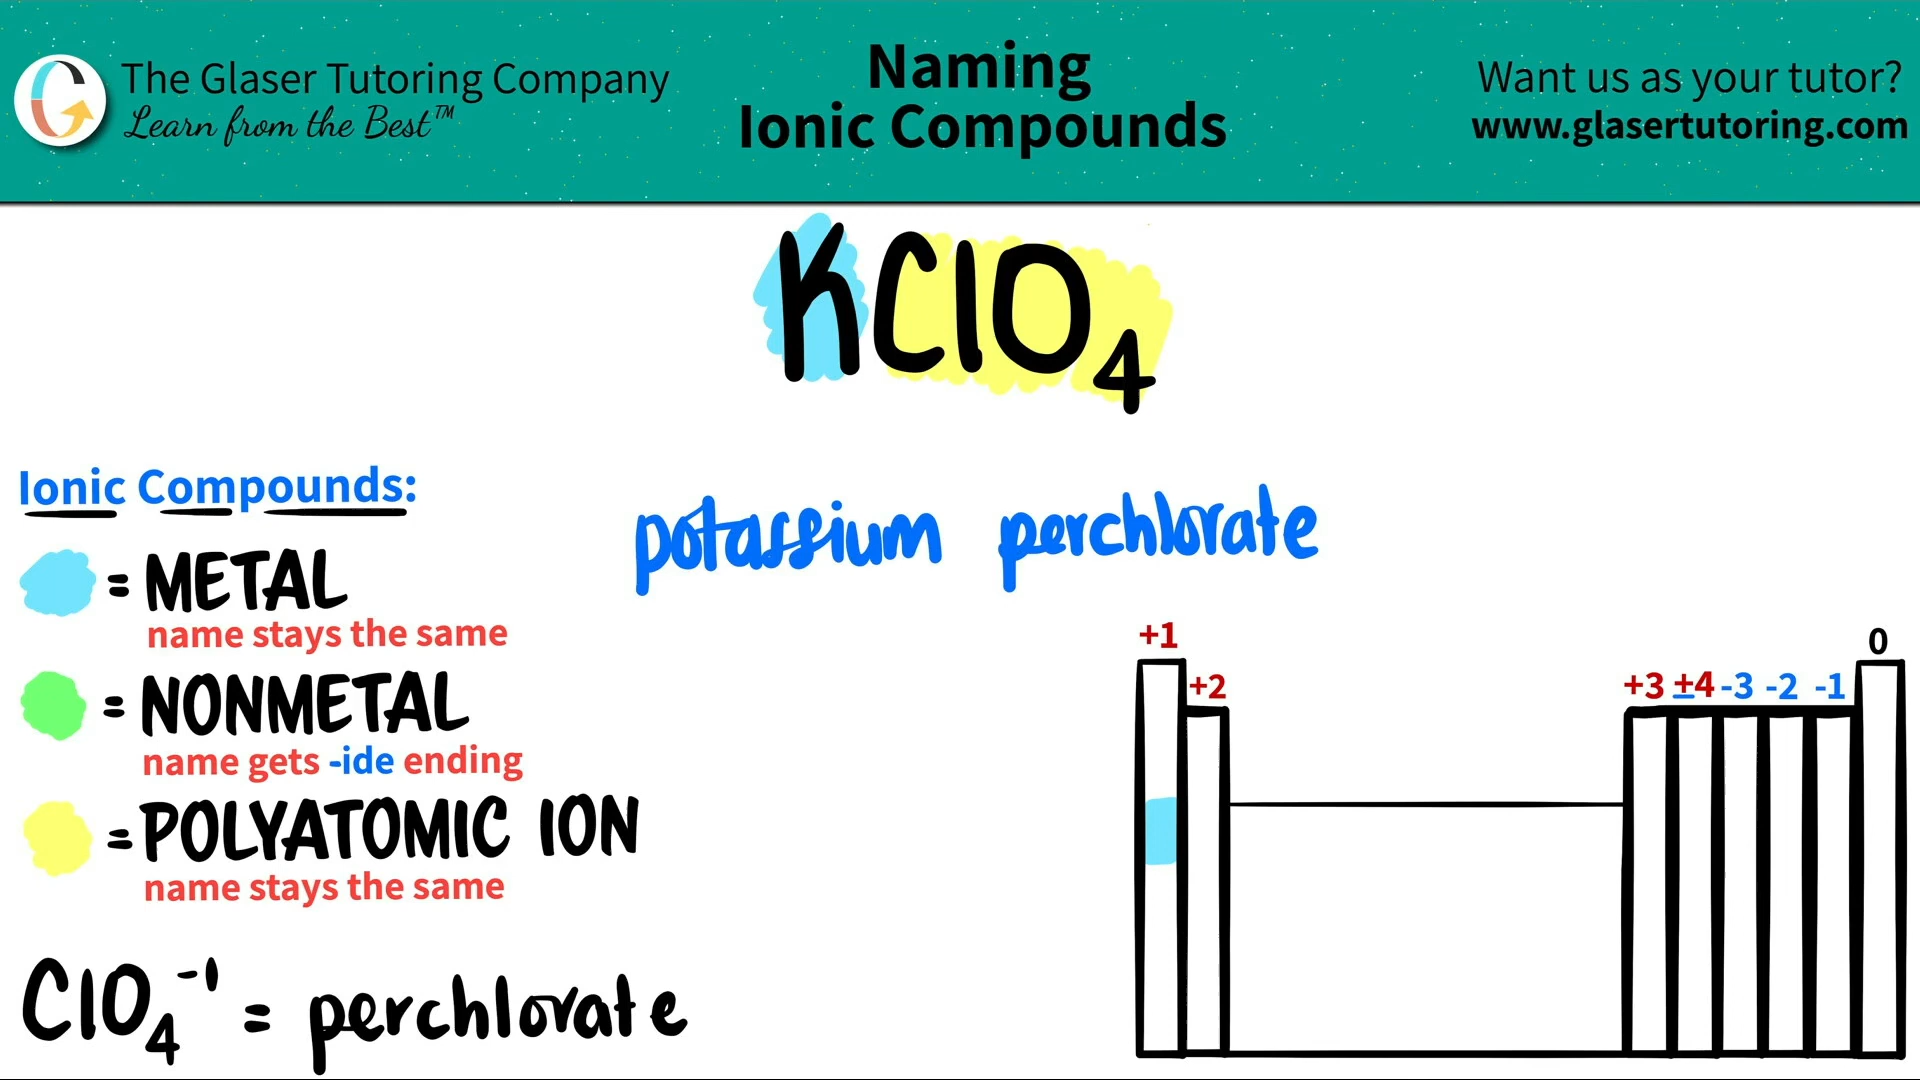 The Glaser Tutoring Company
Learn from the Best™
Naming
Ionic Compounds
Want us as your tutor?
www.glasertutoring.com
KClO₄
Ionic Compounds:
= METAL
name stays the same
= NONMETAL
name gets -ide ending
= POLYATOMIC ION
name stays the same
ClO₄⁻¹ = perchlorate
potassium perchlorate
+1
+2
+3 ±4 -3 -2 -1
0